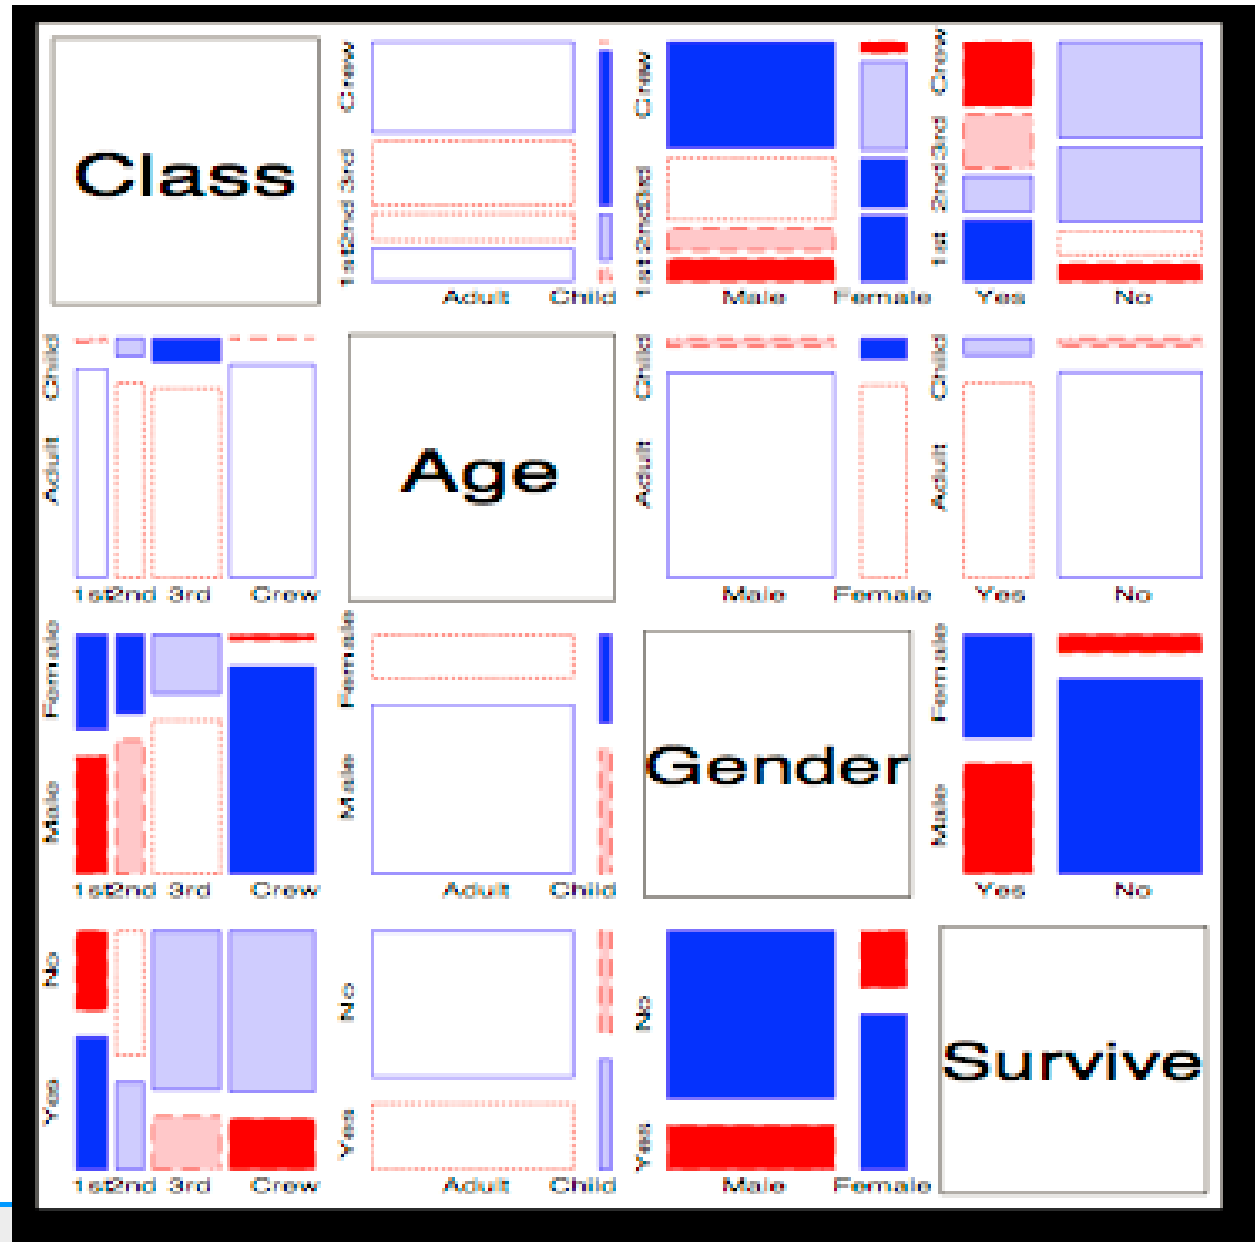 Class
Crew
3rd
2nd
1st
Adult Child
Crew
3rd
2nd
1st
Male Female
Crew
3rd
2nd
1st
Yes No
Child
Adult
1st 2nd 3rd Crew
Age
Child
Adult
Male Female
Child
Adult
Yes No
Female
Male
1st 2nd 3rd Crew
Female
Male
Adult Child
Gender
Female
Male
Yes No
No
Yes
1st 2nd 3rd Crew
No
Yes
Adult Child
No
Yes
Male Female
Survive